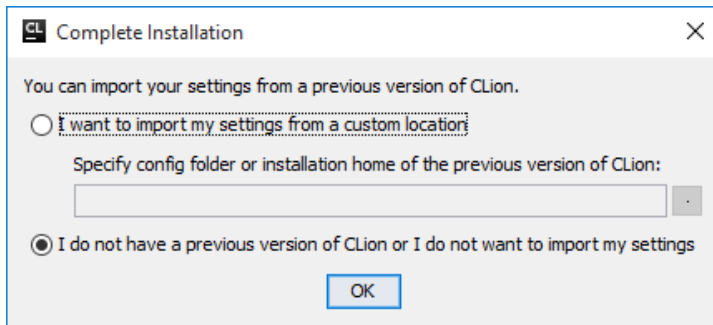 CL Complete Installation
You can import your settings from a previous version of CLion.
I want to import my settings from a custom location
Specify config folder or installation home of the previous version of CLion:
.
I do not have a previous version of CLion or I do not want to import my settings
OK